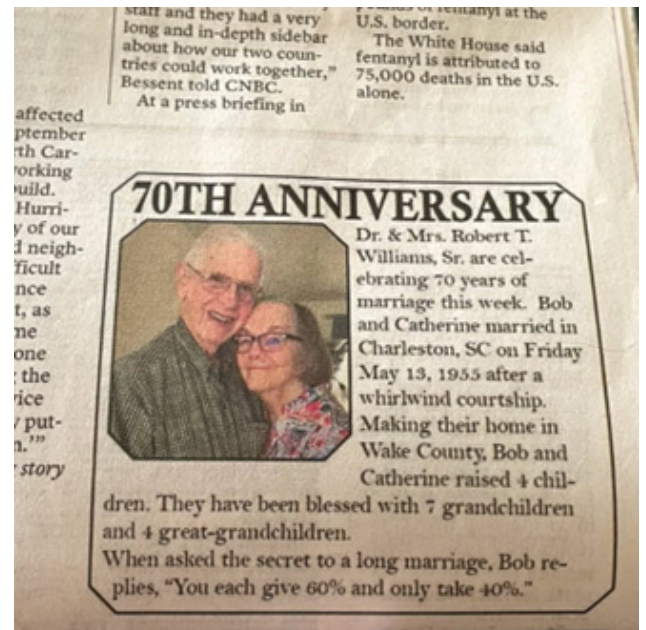 staff and they had a very
long and in-depth sidebar
about how our two coun-
tries could work together,”
Bessent told CNBC.
At a press briefing in
fentanyl at the
U.S. border.
The White House said
fentanyl is attributed to
75,000 deaths in the U.S.
alone.
affected
ptember
rth Car-
orking
uild.
Hurri-
y of our
d neigh-
ficult
nce
t, as
me
one
the
ice
put-
n.’”
story
70TH ANNIVERSARY
Dr. & Mrs. Robert T.
Williams, Sr. are cel-
ebrating 70 years of
marriage this week. Bob
and Catherine married in
Charleston, SC on Friday
May 13, 1955 after a
whirlwind courtship.
Making their home in
Wake County, Bob and
Catherine raised 4 chil-
dren. They have been blessed with 7 grandchildren
and 4 great-grandchildren.
When asked the secret to a long marriage, Bob re-
plies, “You each give 60% and only take 40%.”